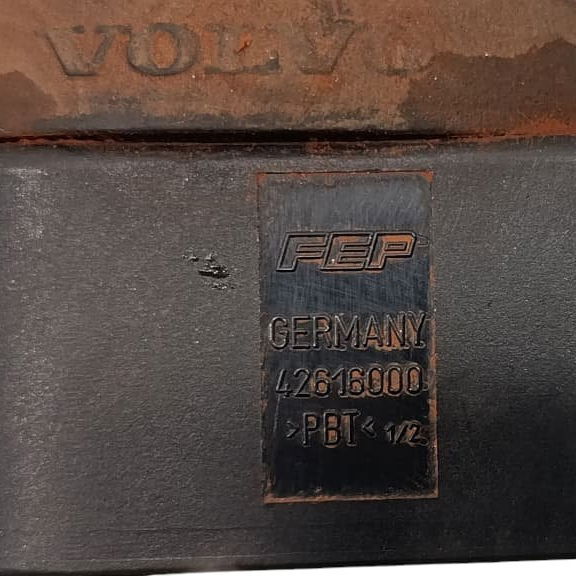 VOLVO
FEP
GERMANY
42616000
>PBT< 1/2